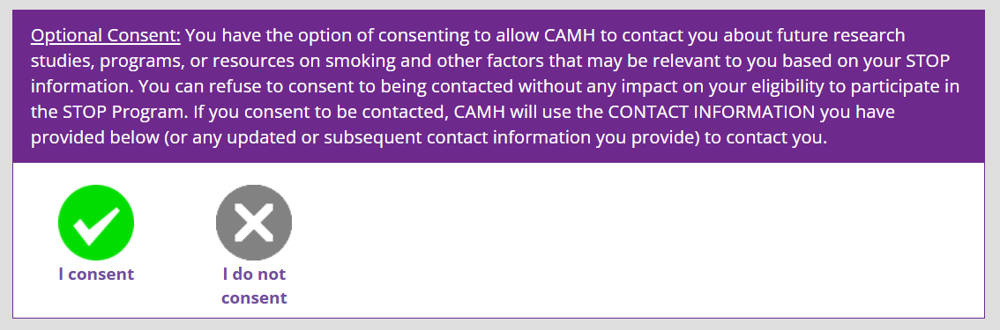 Optional Consent: You have the option of consenting to allow CAMH to contact you about future research
studies, programs, or resources on smoking and other factors that may be relevant to you based on your STOP
information. You can refuse to consent to being contacted without any impact on your eligibility to participate in
the STOP Program. If you consent to be contacted, CAMH will use the CONTACT INFORMATION you have
provided below (or any updated or subsequent contact information you provide) to contact you.
I consent
I do not
consent